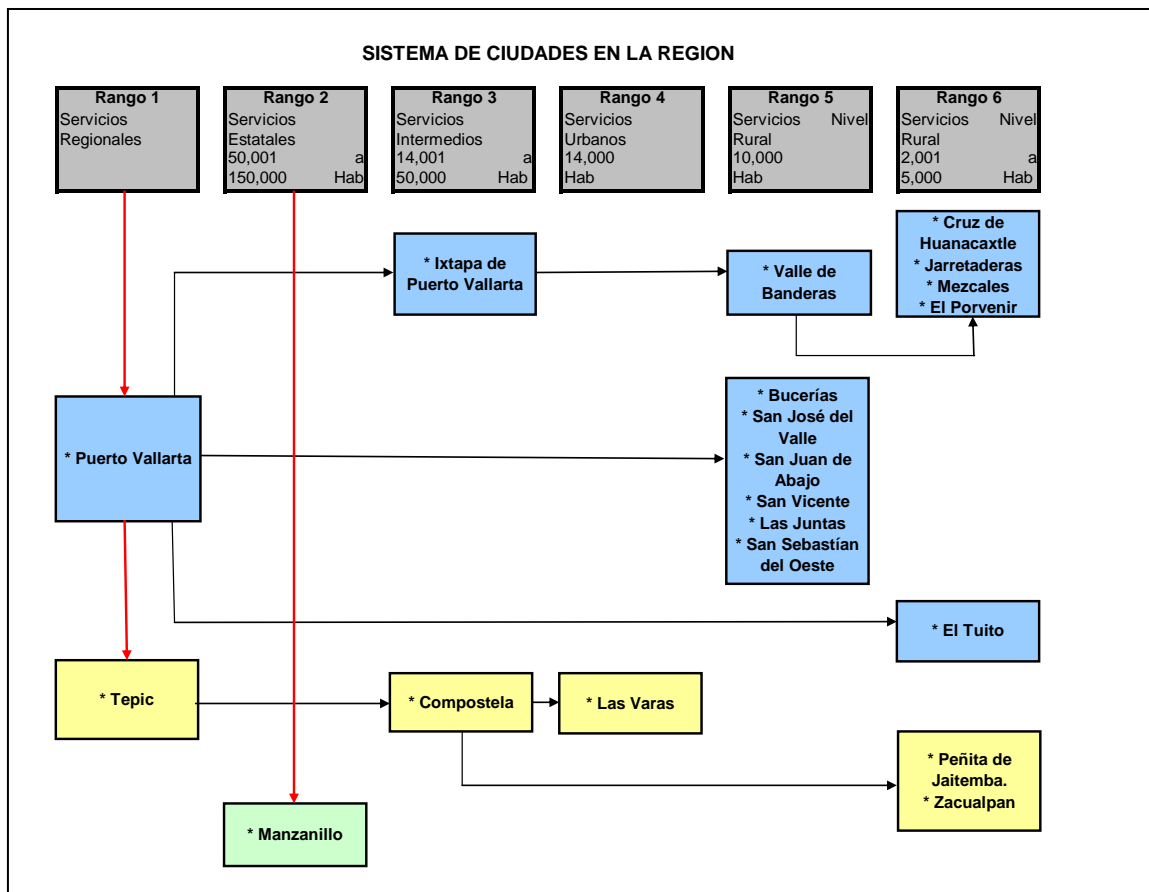 SISTEMA DE CIUDADES EN LA REGION
Rango 1
Servicios
Regionales
Rango 2
Servicios
Estatales
50,001 a
150,000 Hab
Rango 3
Servicios
Intermedios
14,001 a
50,000 Hab
Rango 4
Servicios
Urbanos
14,000
Hab
Rango 5
Servicios Nivel
Rural
10,000
Hab
Rango 6
Servicios Nivel
Rural
2,001 a
5,000 Hab
* Ixtapa de
Puerto Vallarta
* Valle de
Banderas
* Cruz de
Huanacaxtle
* Jarretaderas
* Mezcales
* El Porvenir
* Puerto Vallarta
* Bucerías
* San José del
Valle
* San Juan de
Abajo
* San Vicente
* Las Juntas
* San Sebastían
del Oeste
* El Tuito
* Tepic
* Compostela
* Las Varas
* Peñita de
Jaitemba.
* Zacualpan
* Manzanillo